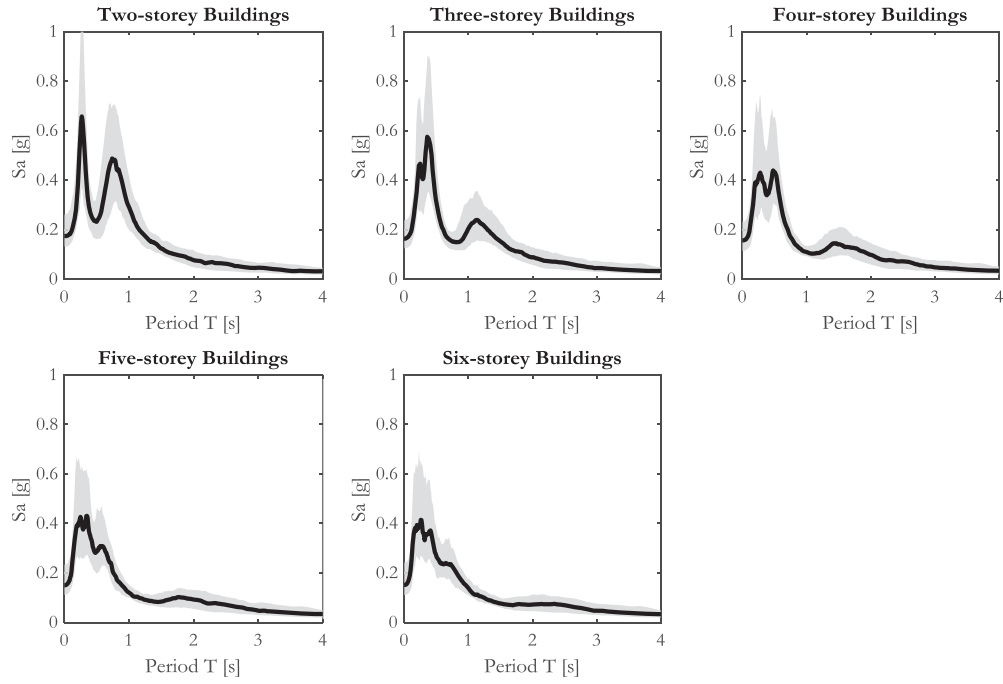 Two-storey Buildings
Sa [g]
1
0.8
0.6
0.4
0.2
0
0 1 2 3 4
Period T [s]
Three-storey Buildings
Sa [g]
1
0.8
0.6
0.4
0.2
0
0 1 2 3 4
Period T [s]
Four-storey Buildings
Sa [g]
1
0.8
0.6
0.4
0.2
0
0 1 2 3 4
Period T [s]
Five-storey Buildings
Sa [g]
1
0.8
0.6
0.4
0.2
0
0 1 2 3 4
Period T [s]
Six-storey Buildings
Sa [g]
1
0.8
0.6
0.4
0.2
0
0 1 2 3 4
Period T [s]